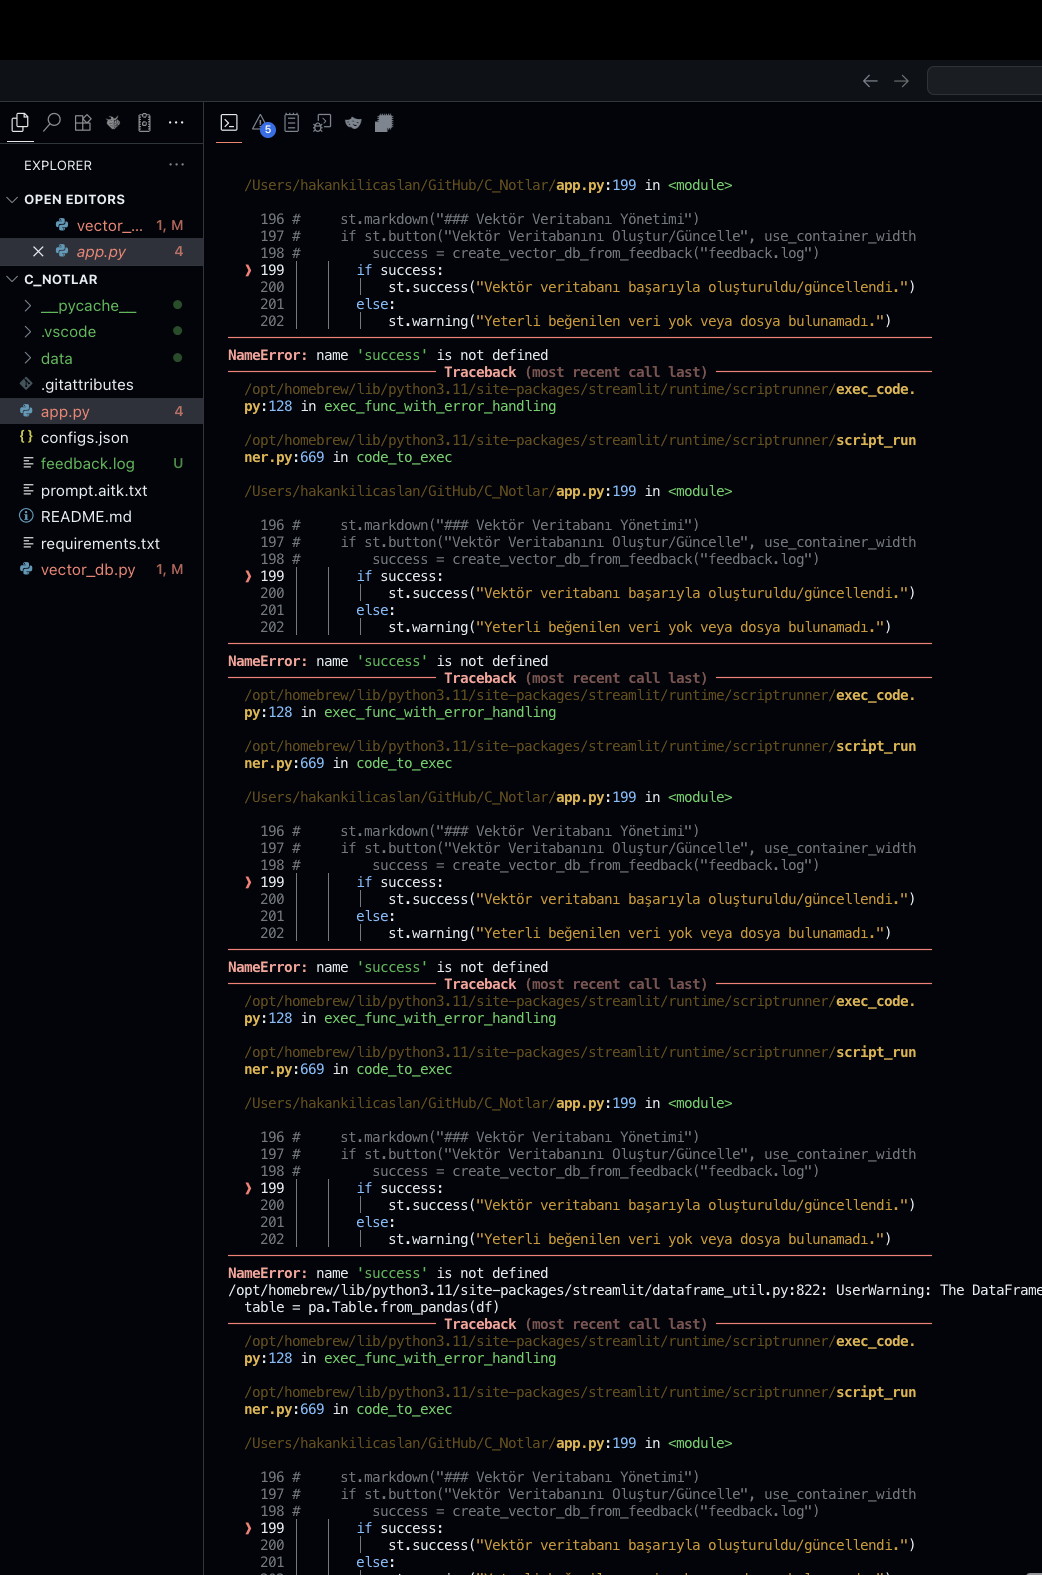 5
EXPLORER
OPEN EDITORS
vector_... 1, M
app.py 4
C_NOTLAR
__pycache__
.vscode
data
.gitattributes
app.py 4
configs.json
feedback.log U
prompt.aitk.txt
README.md
requirements.txt
vector_db.py 1, M
/Users/hakankilicaslan/GitHub/C_Notlar/app.py:199 in <module>
196 # st.markdown("### Vektör Veritabanı Yönetimi")
197 # if st.button("Vektör Veritabanını Oluştur/Güncelle", use_container_width
198 # success = create_vector_db_from_feedback("feedback.log")
❱ 199 if success:
200 st.success("Vektör veritabanı başarıyla oluşturuldu/güncellendi.")
201 else:
202 st.warning("Yeterli beğenilen veri yok veya dosya bulunamadı.")
NameError: name 'success' is not defined
Traceback (most recent call last)
/opt/homebrew/lib/python3.11/site-packages/streamlit/runtime/scriptrunner/exec_code.
py:128 in exec_func_with_error_handling
/opt/homebrew/lib/python3.11/site-packages/streamlit/runtime/scriptrunner/script_run
ner.py:669 in code_to_exec
/Users/hakankilicaslan/GitHub/C_Notlar/app.py:199 in <module>
196 # st.markdown("### Vektör Veritabanı Yönetimi")
197 # if st.button("Vektör Veritabanını Oluştur/Güncelle", use_container_width
198 # success = create_vector_db_from_feedback("feedback.log")
❱ 199 if success:
200 st.success("Vektör veritabanı başarıyla oluşturuldu/güncellendi.")
201 else:
202 st.warning("Yeterli beğenilen veri yok veya dosya bulunamadı.")
NameError: name 'success' is not defined
Traceback (most recent call last)
/opt/homebrew/lib/python3.11/site-packages/streamlit/runtime/scriptrunner/exec_code.
py:128 in exec_func_with_error_handling
/opt/homebrew/lib/python3.11/site-packages/streamlit/runtime/scriptrunner/script_run
ner.py:669 in code_to_exec
/Users/hakankilicaslan/GitHub/C_Notlar/app.py:199 in <module>
196 # st.markdown("### Vektör Veritabanı Yönetimi")
197 # if st.button("Vektör Veritabanını Oluştur/Güncelle", use_container_width
198 # success = create_vector_db_from_feedback("feedback.log")
❱ 199 if success:
200 st.success("Vektör veritabanı başarıyla oluşturuldu/güncellendi.")
201 else:
202 st.warning("Yeterli beğenilen veri yok veya dosya bulunamadı.")
NameError: name 'success' is not defined
Traceback (most recent call last)
/opt/homebrew/lib/python3.11/site-packages/streamlit/runtime/scriptrunner/exec_code.
py:128 in exec_func_with_error_handling
/opt/homebrew/lib/python3.11/site-packages/streamlit/runtime/scriptrunner/script_run
ner.py:669 in code_to_exec
/Users/hakankilicaslan/GitHub/C_Notlar/app.py:199 in <module>
196 # st.markdown("### Vektör Veritabanı Yönetimi")
197 # if st.button("Vektör Veritabanını Oluştur/Güncelle", use_container_width
198 # success = create_vector_db_from_feedback("feedback.log")
❱ 199 if success:
200 st.success("Vektör veritabanı başarıyla oluşturuldu/güncellendi.")
201 else:
202 st.warning("Yeterli beğenilen veri yok veya dosya bulunamadı.")
NameError: name 'success' is not defined
/opt/homebrew/lib/python3.11/site-packages/streamlit/dataframe_util.py:822: UserWarning: The DataFrame
table = pa.Table.from_pandas(df)
Traceback (most recent call last)
/opt/homebrew/lib/python3.11/site-packages/streamlit/runtime/scriptrunner/exec_code.
py:128 in exec_func_with_error_handling
/opt/homebrew/lib/python3.11/site-packages/streamlit/runtime/scriptrunner/script_run
ner.py:669 in code_to_exec
/Users/hakankilicaslan/GitHub/C_Notlar/app.py:199 in <module>
196 # st.markdown("### Vektör Veritabanı Yönetimi")
197 # if st.button("Vektör Veritabanını Oluştur/Güncelle", use_container_width
198 # success = create_vector_db_from_feedback("feedback.log")
❱ 199 if success:
200 st.success("Vektör veritabanı başarıyla oluşturuldu/güncellendi.")
201 else: